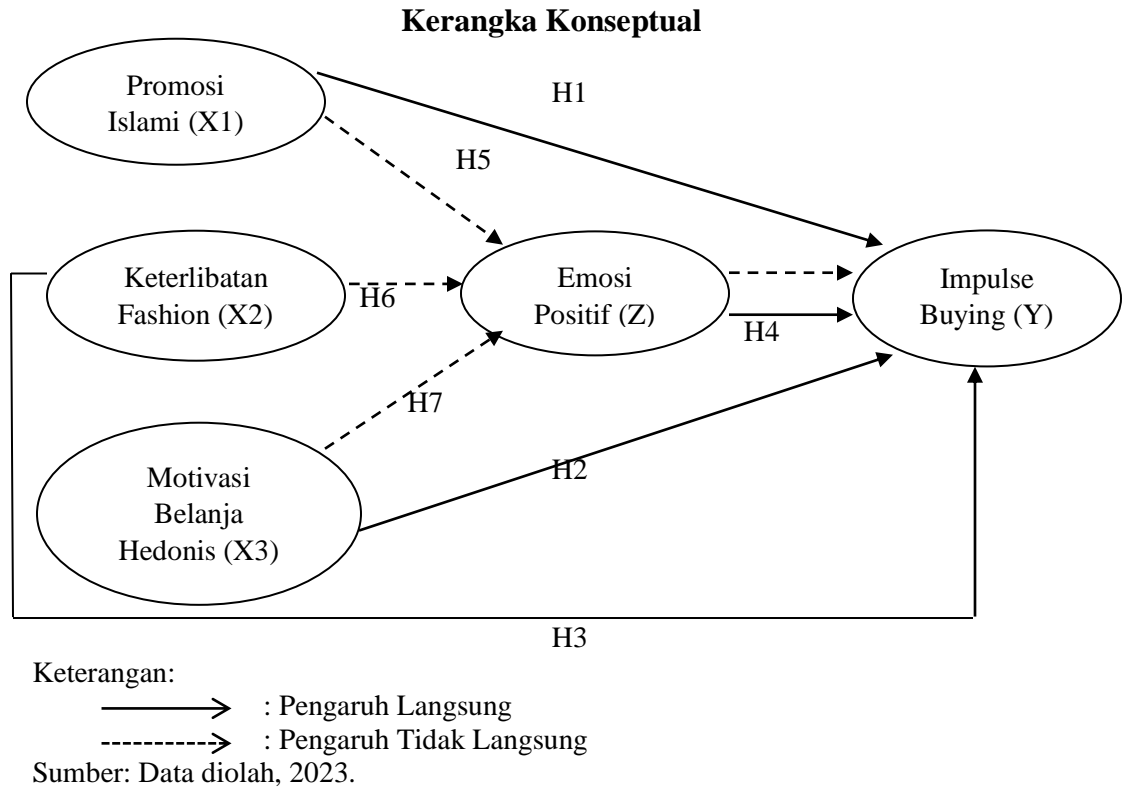 Kerangka Konseptual
Promosi
Islami (X1)
H1
H5
Keterlibatan
Fashion (X2)
H6
Emosi
Positif (Z)
Impulse
Buying (Y)
H4
H7
Motivasi
Belanja
Hedonis (X3)
H2
H3
Keterangan:
: Pengaruh Langsung
: Pengaruh Tidak Langsung
Sumber: Data diolah, 2023.